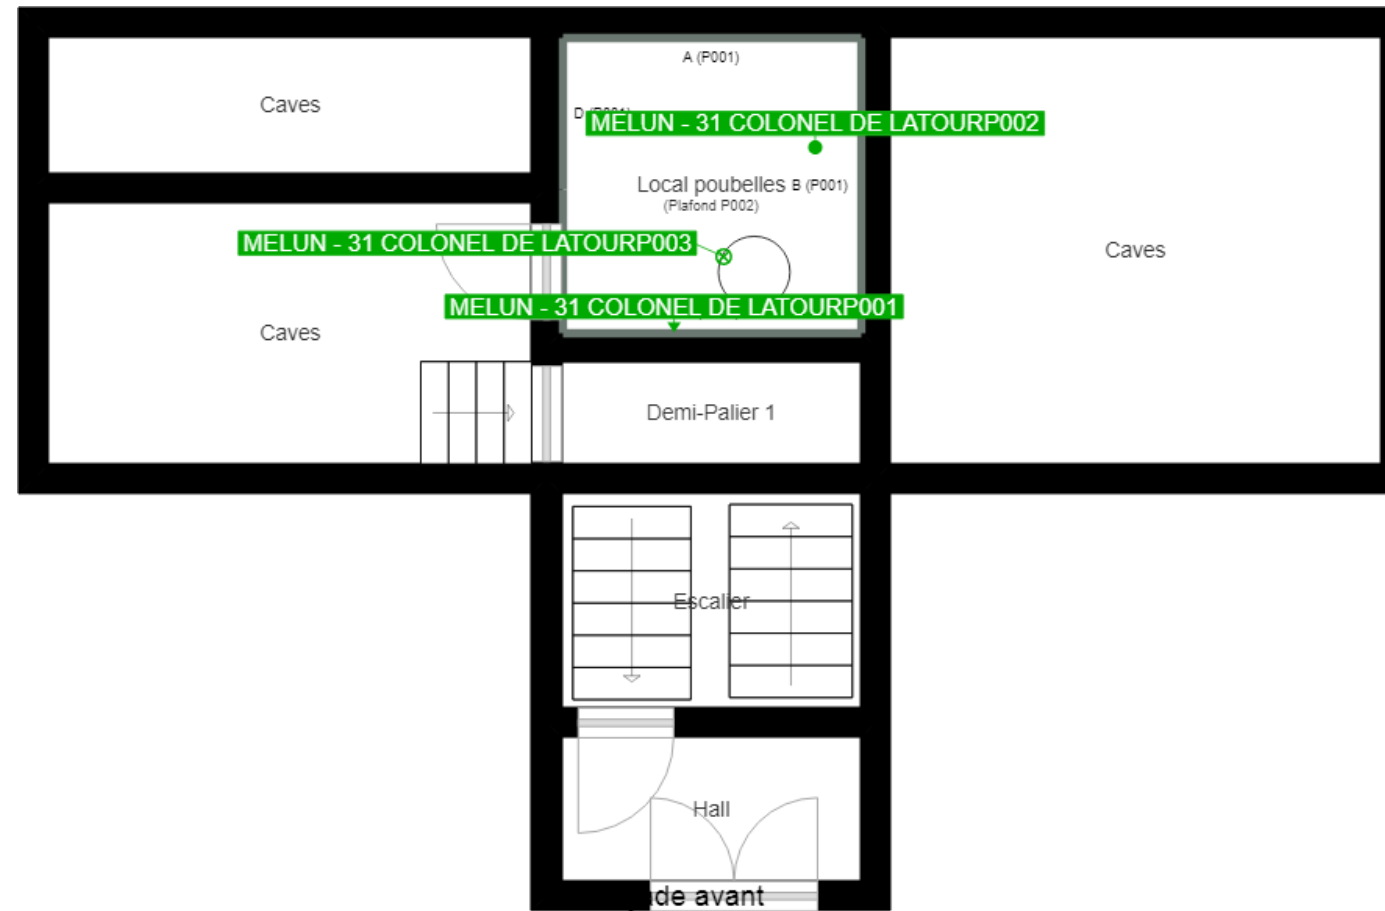 A (P001)
Caves
D (P001)
MELUN - 31 COLONEL DE LATOURP002
Local poubelles B (P001)
(Plafond P002)
MELUN - 31 COLONEL DE LATOURP003
Caves
MELUN - 31 COLONEL DE LATOURP001
Caves
Demi-Palier 1
Escalier
Hall
de avant